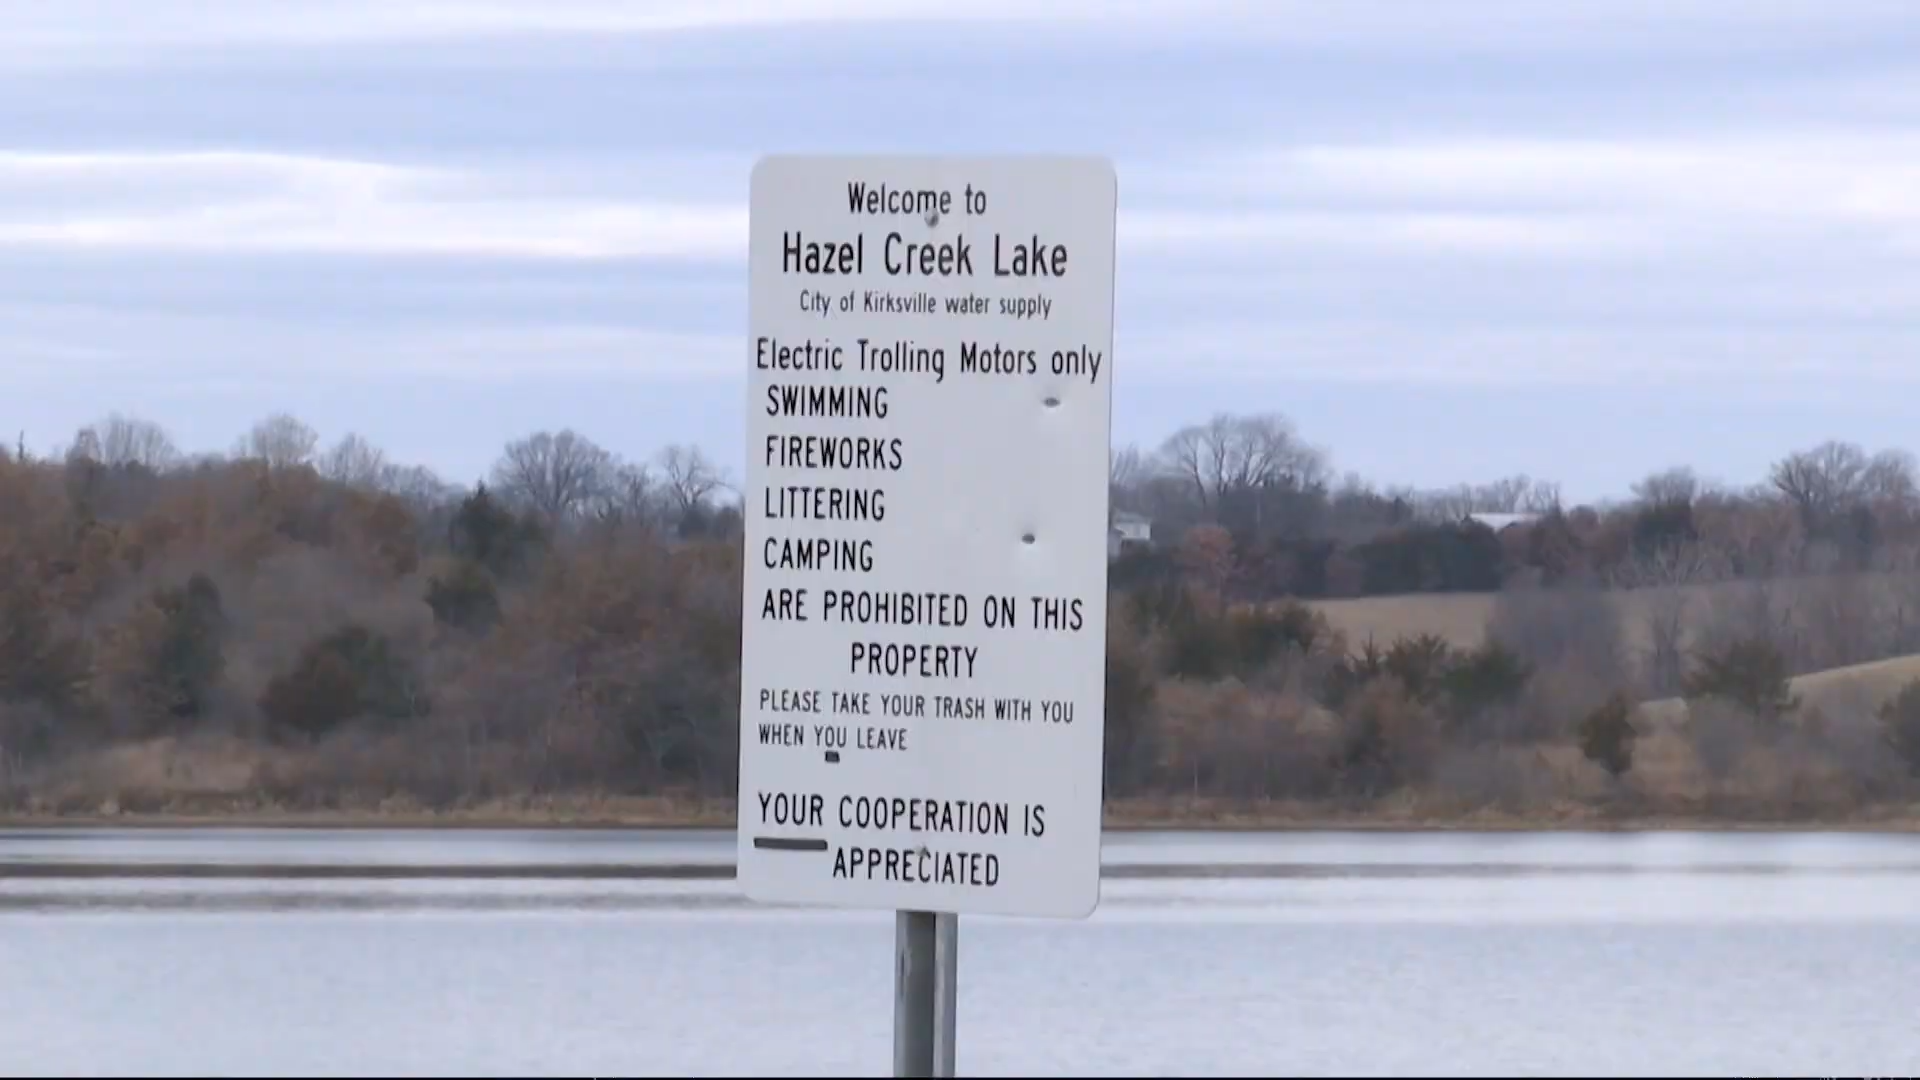 Welcome to
Hazel Creek Lake
City of Kirksville water supply
Electric Trolling Motors only
SWIMMING
FIREWORKS
LITTERING
CAMPING
ARE PROHIBITED ON THIS
PROPERTY
PLEASE TAKE YOUR TRASH WITH YOU
WHEN YOU LEAVE
YOUR COOPERATION IS
APPRECIATED